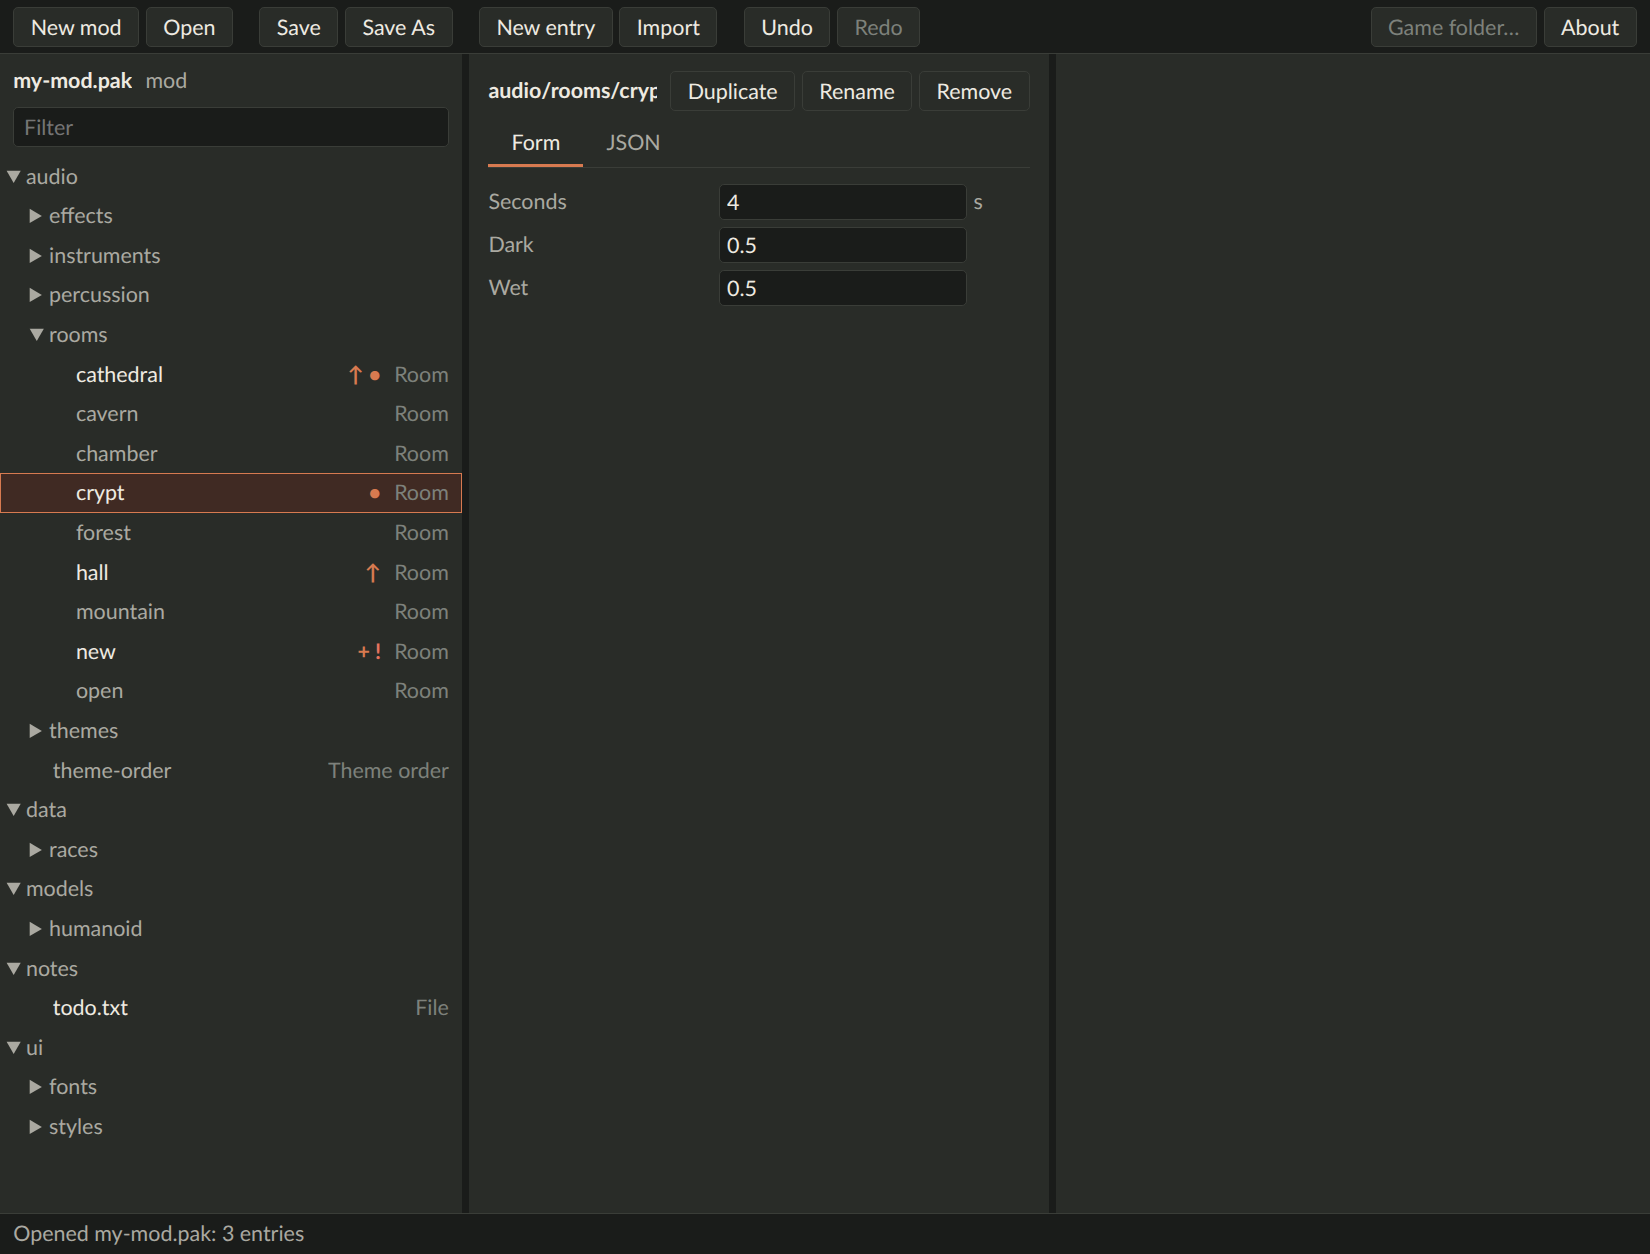 New mod Open Save Save As New entry Import Undo Redo Game folder... About
my-mod.pak mod
Filter
audio
effects
instruments
percussion
rooms
cathedral ↑ ● Room
cavern Room
chamber Room
crypt ● Room
forest Room
hall ↑ Room
mountain Room
new + ! Room
open Room
themes
theme-order Theme order
data
races
models
humanoid
notes
todo.txt File
ui
fonts
styles
audio/rooms/cryp Duplicate Rename Remove
Form JSON
Seconds 4 s
Dark 0.5
Wet 0.5
Opened my-mod.pak: 3 entries